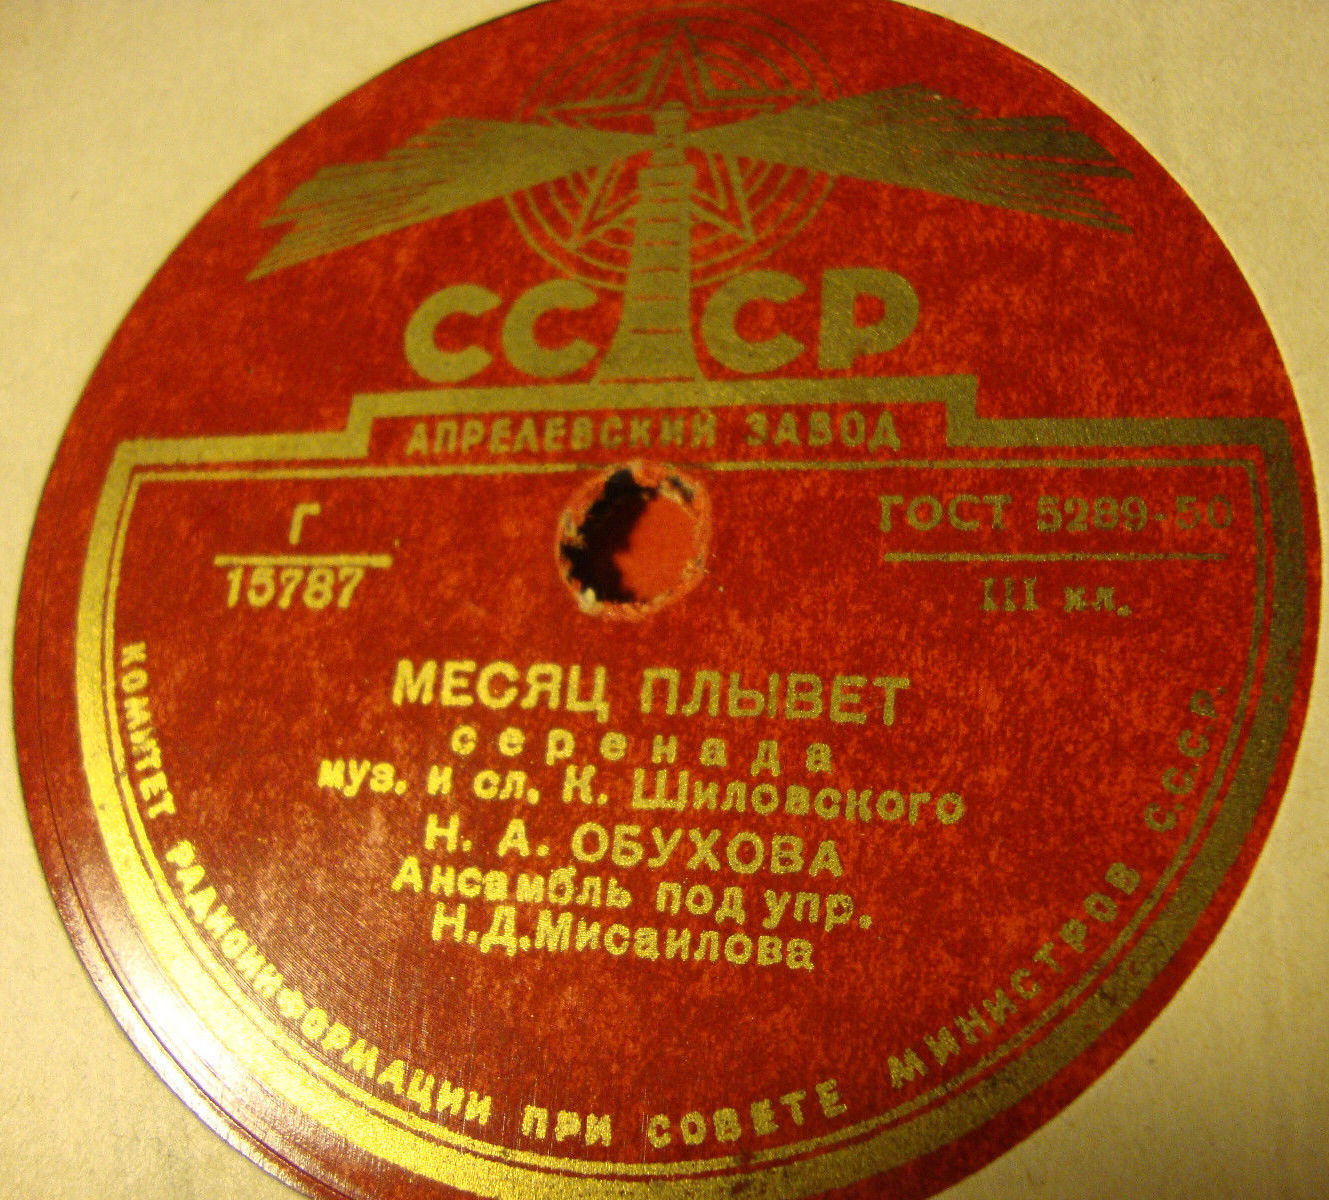 СССР
АПРЕЛЕВСКИЙ ЗАВОД
Г
15787
ГОСТ 5289-50
III кл.
МЕСЯЦ ПЛЫВЕТ
серенада
муз. и сл. К. Шиловского
Н. А. ОБУХОВА
Ансамбль под упр.
Н.Д.Мисаилова
КОМИТЕТ РАДИОИНФОРМАЦИИ ПРИ СОВЕТЕ МИНИСТРОВ С.С.С.Р.